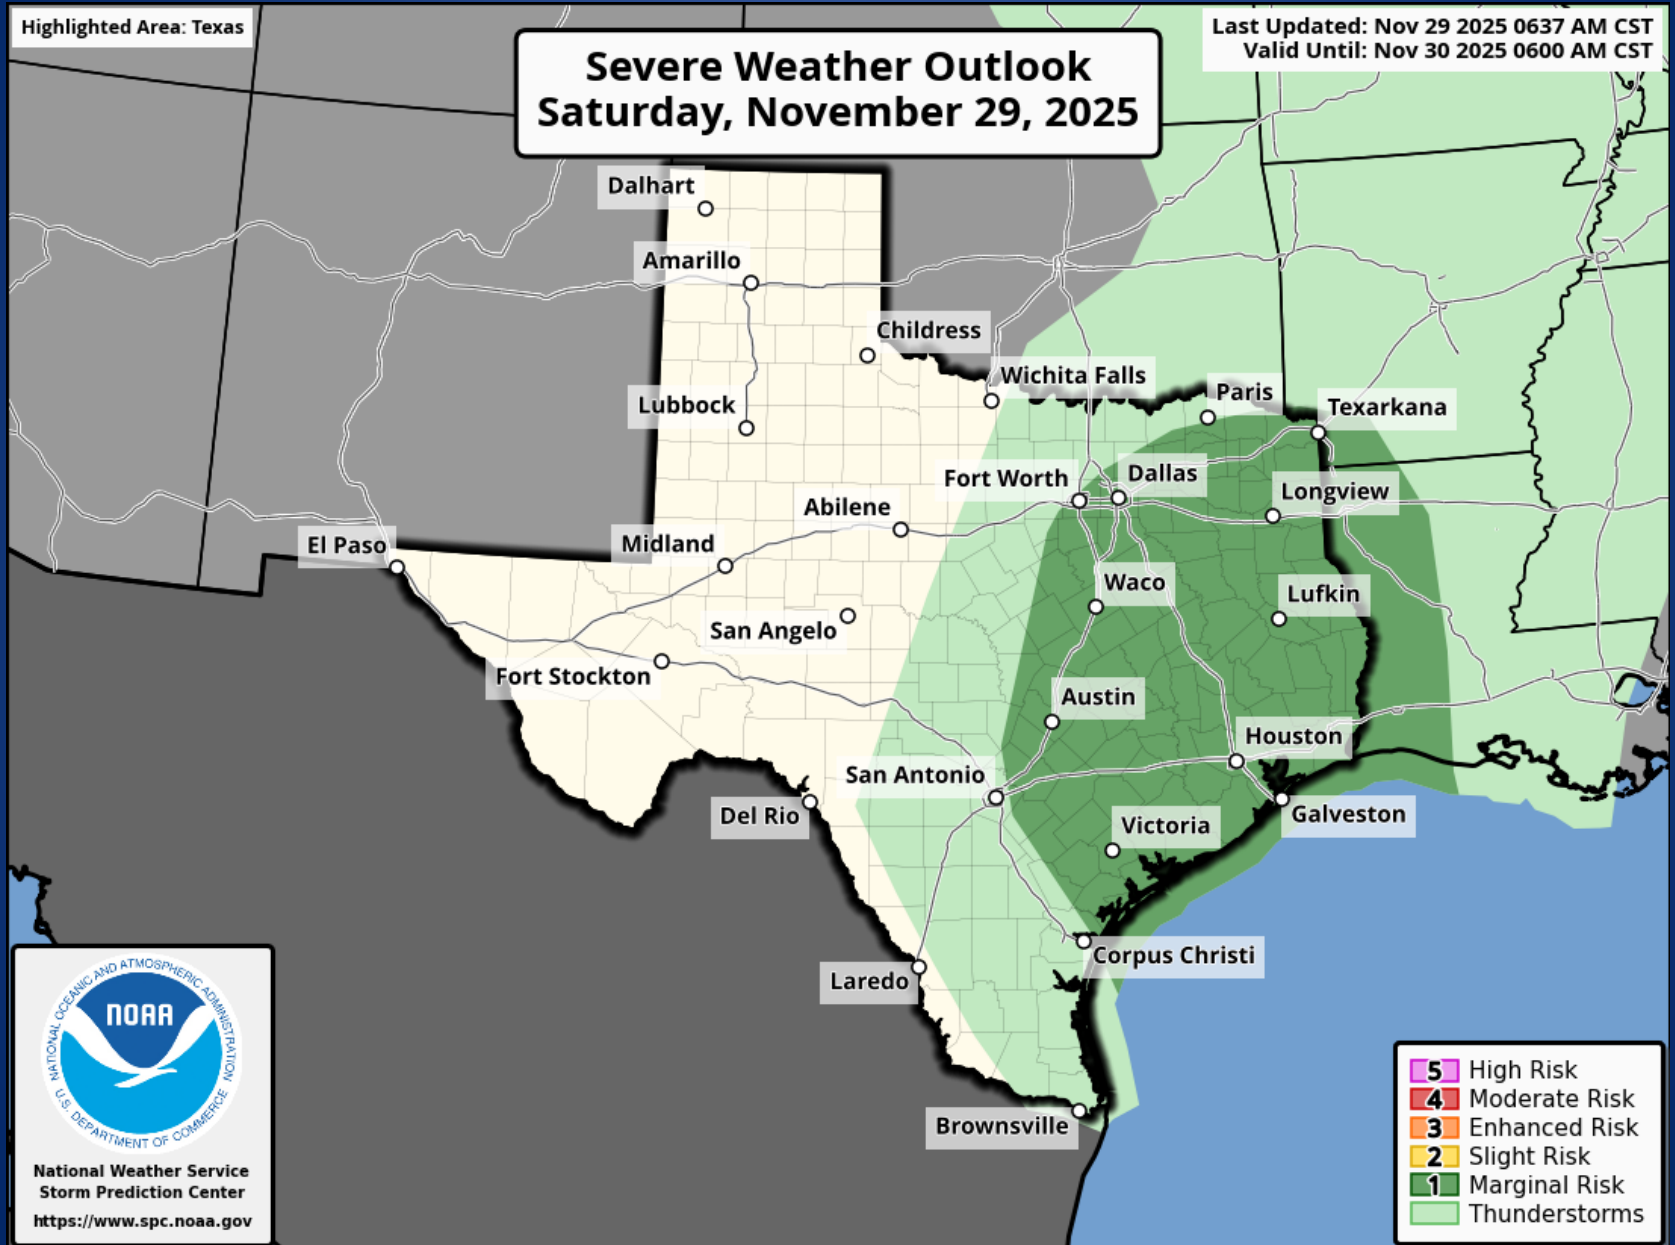 Highlighted Area: Texas
Severe Weather Outlook
Saturday, November 29, 2025
Last Updated: Nov 29 2025 0637 AM CST
Valid Until: Nov 30 2025 0600 AM CST
Dalhart
Amarillo
Childress
Wichita Falls
Paris
Texarkana
Lubbock
Fort Worth
Dallas
Longview
Abilene
El Paso
Midland
Waco
Lufkin
San Angelo
Fort Stockton
Austin
Houston
San Antonio
Del Rio
Victoria
Galveston
Corpus Christi
Laredo
Brownsville
NATIONAL OCEANIC AND ATMOSPHERIC ADMINISTRATION
NOAA
U.S. DEPARTMENT OF COMMERCE
National Weather Service
Storm Prediction Center
https://www.spc.noaa.gov
5 High Risk
4 Moderate Risk
3 Enhanced Risk
2 Slight Risk
1 Marginal Risk
Thunderstorms